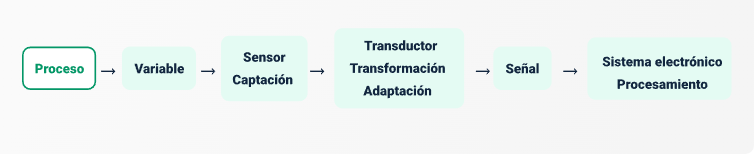 Proceso
Variable
Sensor
Captación
Transductor
Transformación
Adaptación
Señal
Sistema electrónico
Procesamiento